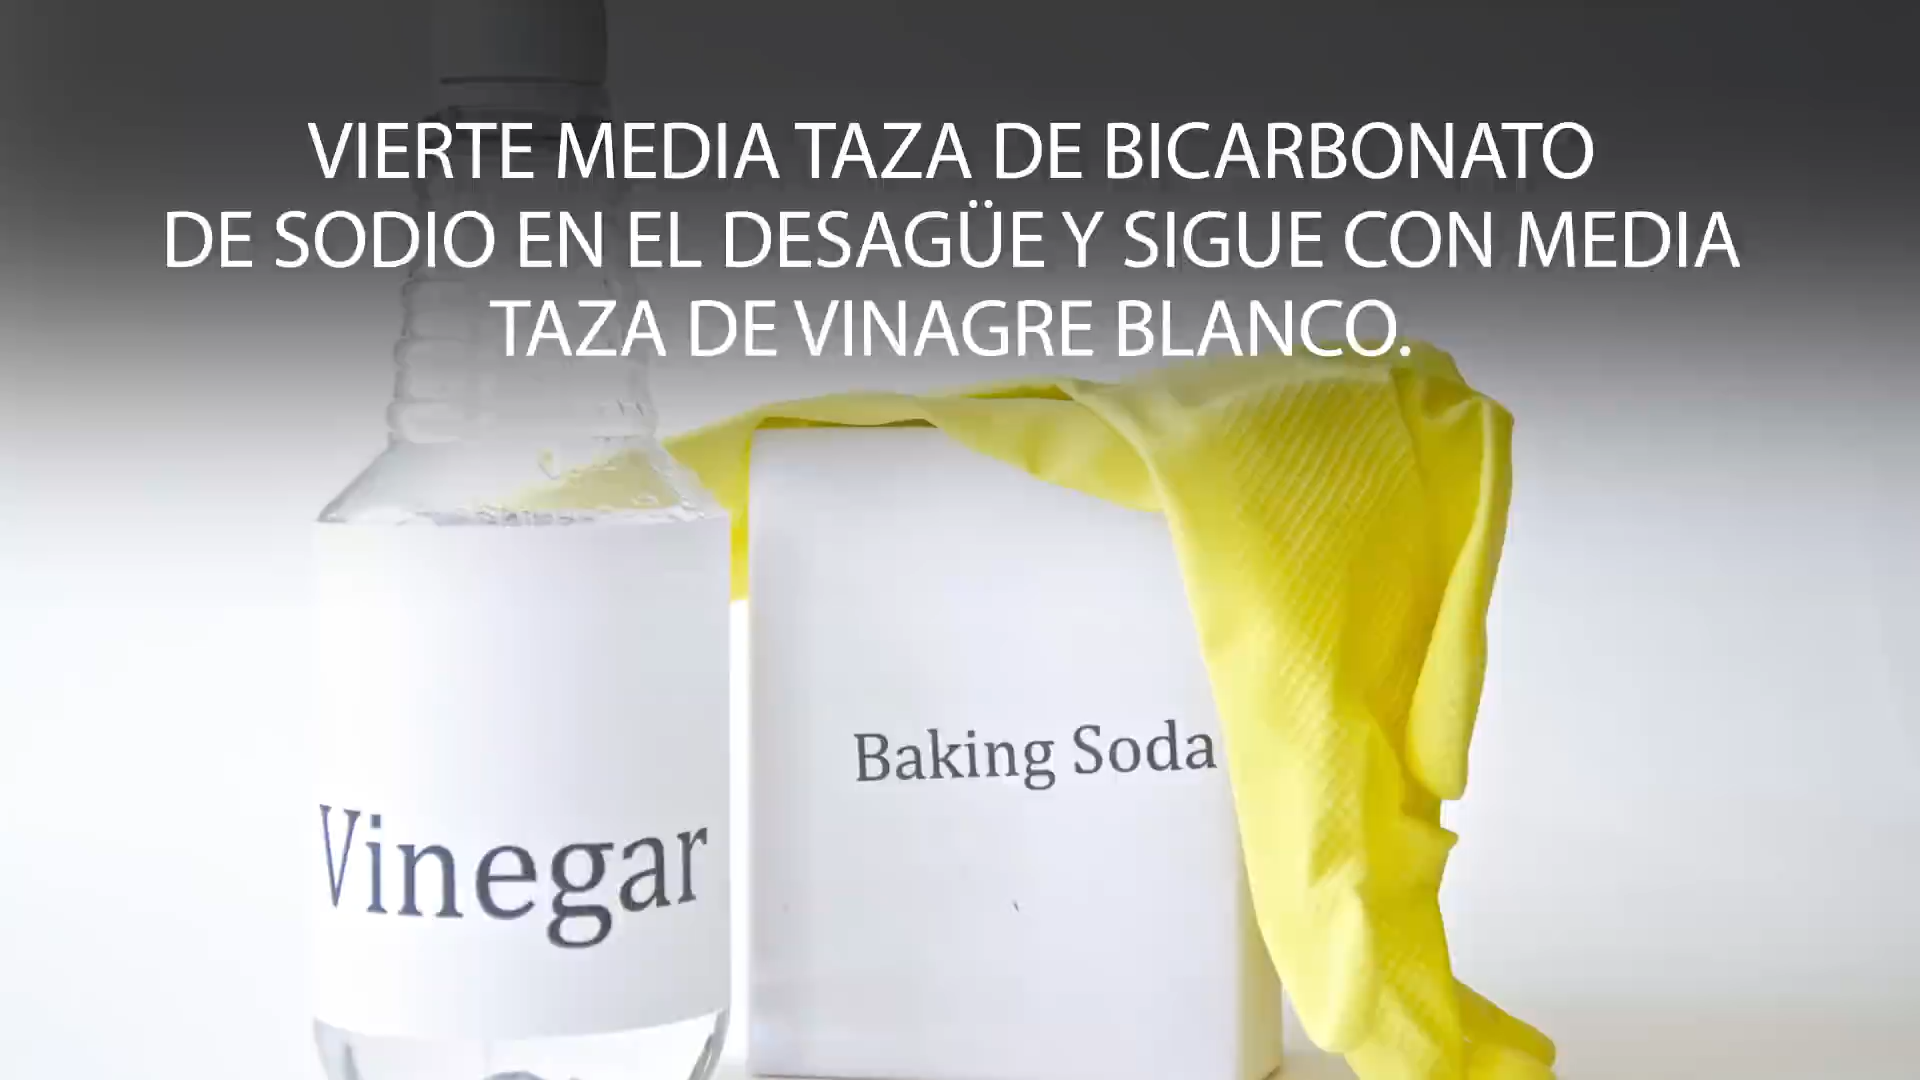 VIERTE MEDIA TAZA DE BICARBONATO
DE SODIO EN EL DESAGÜE Y SIGUE CON MEDIA
TAZA DE VINAGRE BLANCO.
Baking Soda
Vinegar